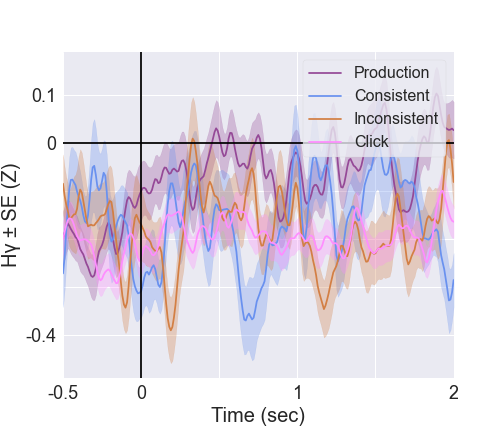 Production
Consistent
Inconsistent
Click
0.1
0
-0.4
Hγ ± SE (Z)
-0.5
0
1
2
Time (sec)